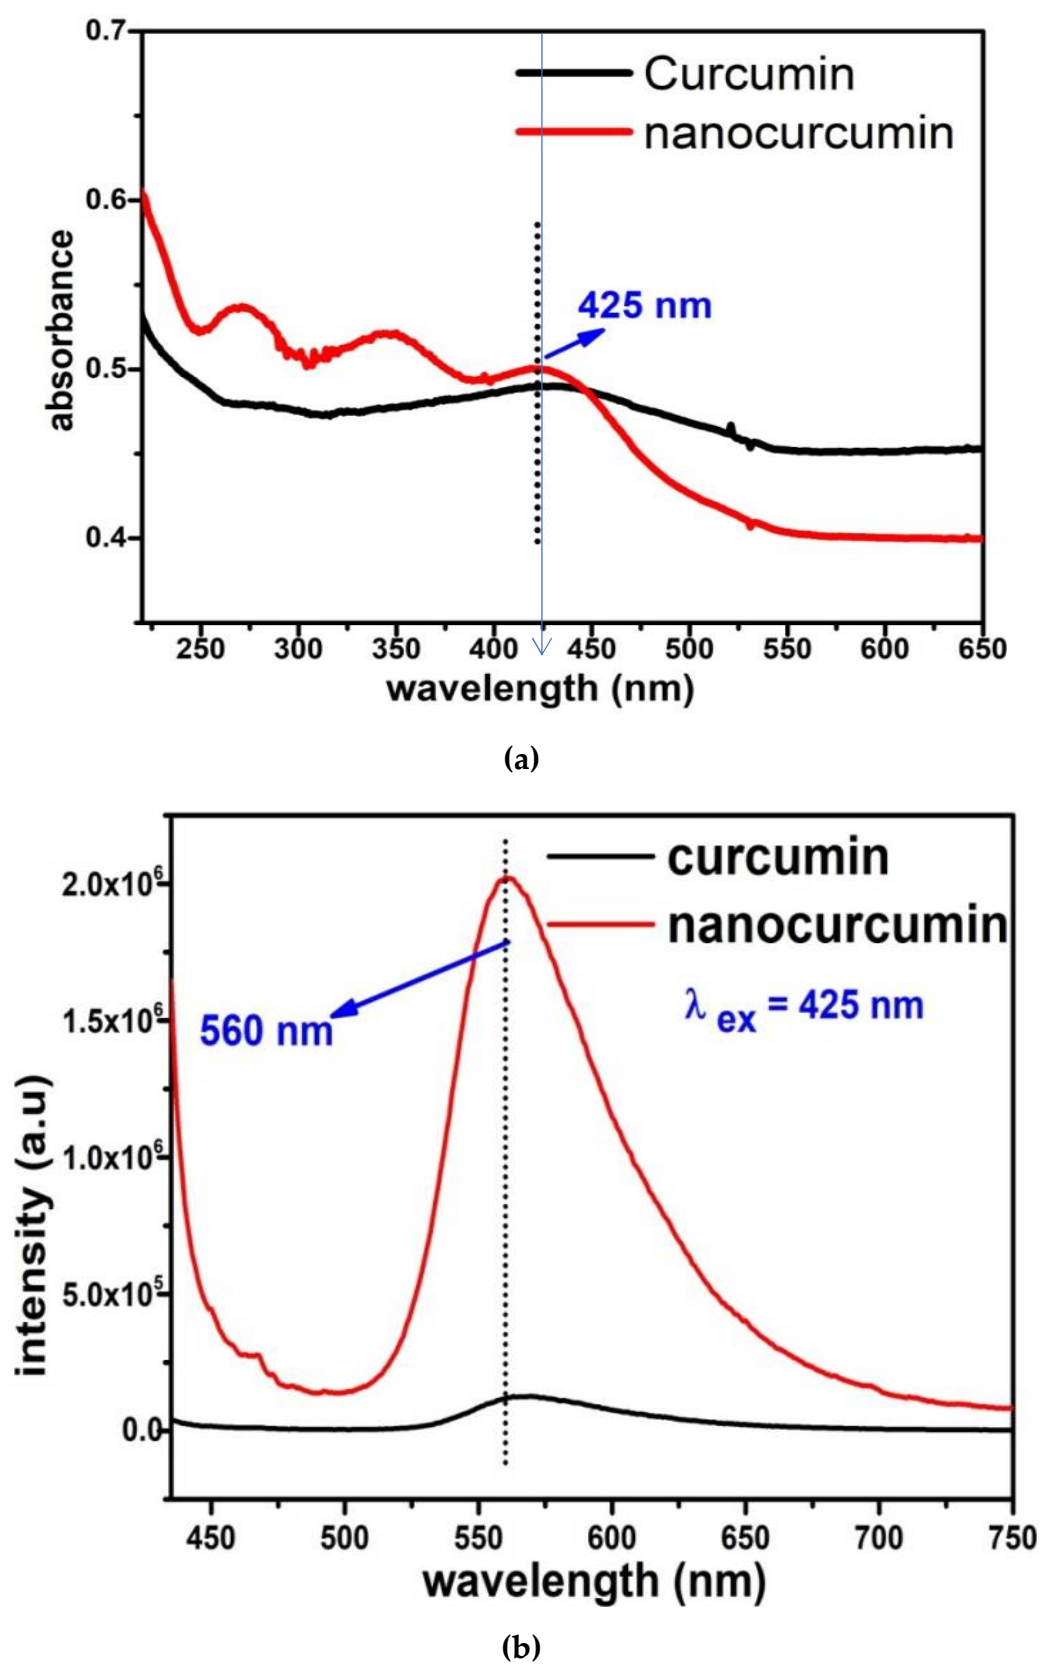 0.7
Curcumin
nanocurcumin
0.6
absorbance
425 nm
0.5
0.4
250 300 350 400 450 500 550 600 650
wavelength (nm)
(a)
curcumin
2.0x10⁶
nanocurcumin
λ ex = 425 nm
1.5x10⁶
560 nm
intensity (a.u)
1.0x10⁶
5.0x10⁵
0.0
450 500 550 600 650 700 750
wavelength (nm)
(b)